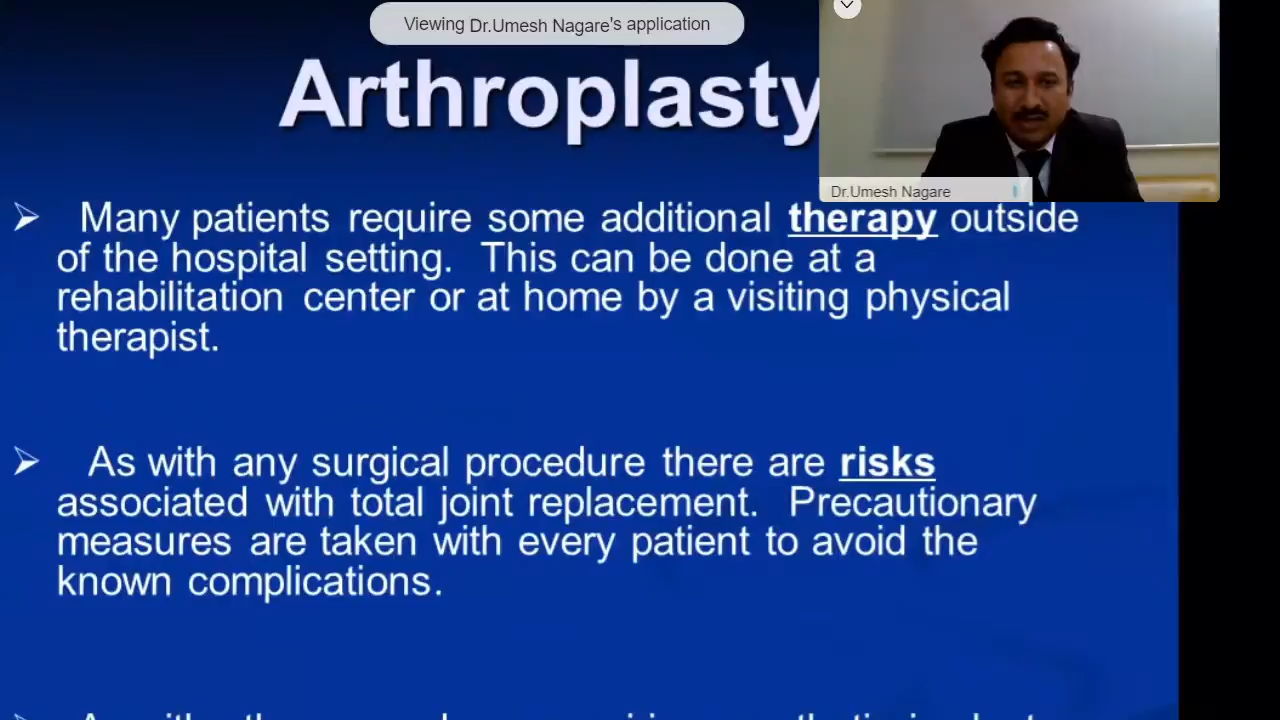 Viewing Dr.Umesh Nagare's application
Arthroplasty
Dr.Umesh Nagare
➢ Many patients require some additional therapy outside
of the hospital setting. This can be done at a
rehabilitation center or at home by a visiting physical
therapist.
➢ As with any surgical procedure there are risks
associated with total joint replacement. Precautionary
measures are taken with every patient to avoid the
known complications.